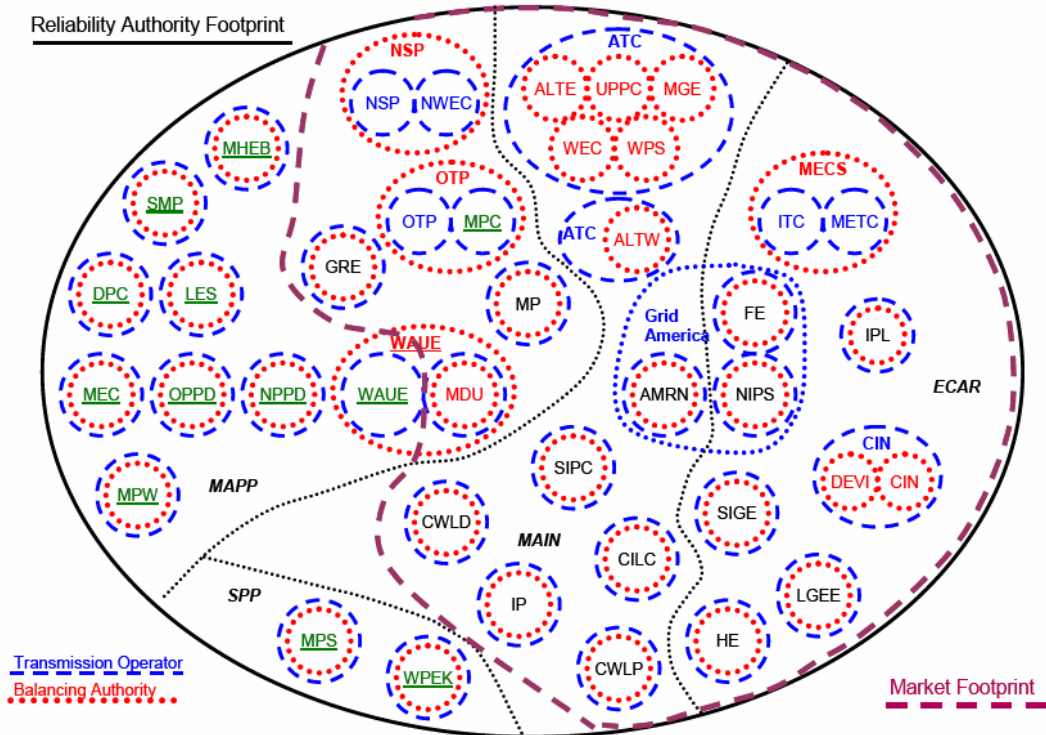 Reliability Authority Footprint
NSP
NSP
NWEC
ATC
ALTE
UPPC
MGE
WEC
WPS
MHEB
SMP
OTP
OTP
MPC
MECS
ITC
METC
ATC
ALTW
GRE
DPC
LES
MP
Grid
America
FE
IPL
WAUE
WAUE
MDU
MEC
OPPD
NPPD
AMRN
NIPS
ECAR
CIN
DEVI
CIN
SIPC
MPW
MAPP
CWLD
MAIN
SIGE
CILC
SPP
IP
LGEE
MPS
HE
WPEK
CWLP
Transmission Operator
Balancing Authority
Market Footprint